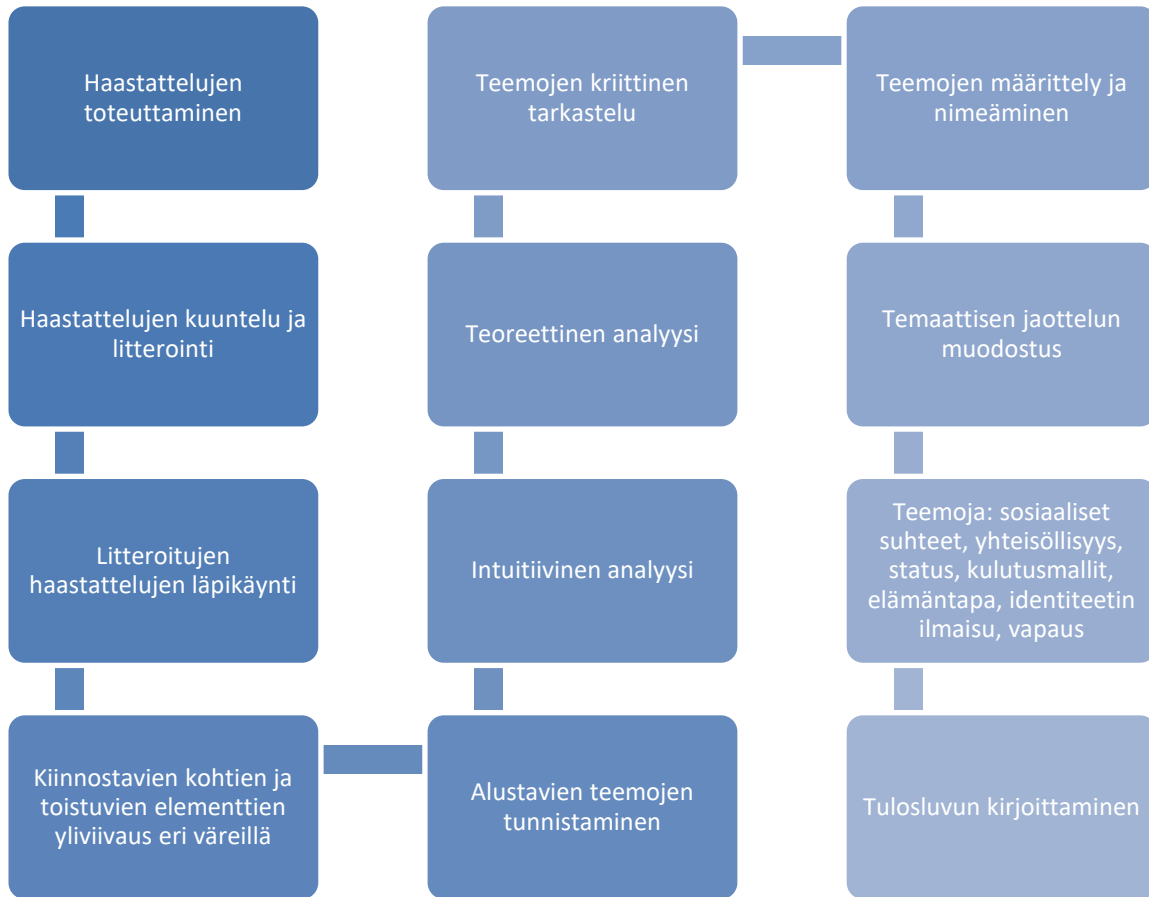 Haastattelujen
toteuttaminen
Haastattelujen kuuntelu ja
litterointi
Litteroitujen
haastattelujen läpikäynti
Kiinnostavien kohtien ja
toistuvien elementtien
yliviivaus eri väreillä
Alustavien teemojen
tunnistaminen
Intuitiivinen analyysi
Teoreettinen analyysi
Teemojen kriittinen
tarkastelu
Teemojen määrittely ja
nimeäminen
Temaattisen jaottelun
muodostus
Teemoja: sosiaaliset
suhteet, yhteisöllisyys,
status, kulutusmallit,
elämäntapa, identiteetin
ilmaisu, vapaus
Tulosluvun kirjoittaminen